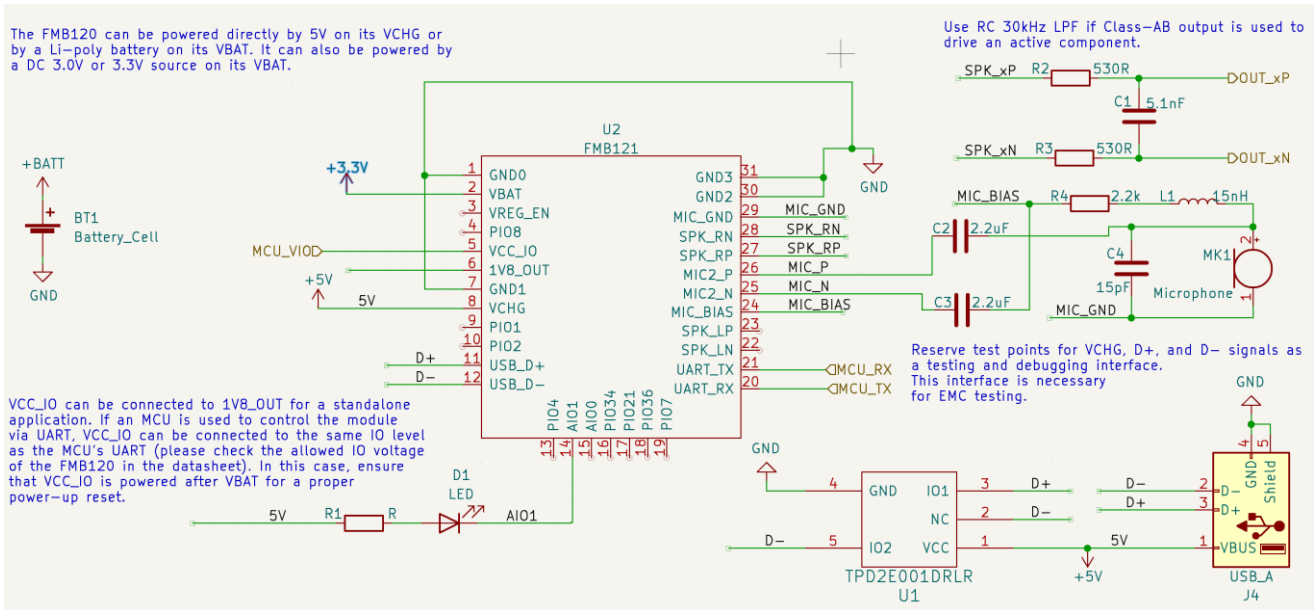 The FMB120 can be powered directly by 5V on its VCHG or
by a Li-poly battery on its VBAT. It can also be powered by
a DC 3.0V or 3.3V source on its VBAT.
Use RC 30kHz LPF if Class-AB output is used to
drive an active component.
SPK_xP
R2
530R
OUT_xP
C1
5.1nF
SPK_xN
R3
530R
OUT_xN
+BATT
BT1
Battery_Cell
GND
+3.3V
MCU_VIO
+5V
5V
D+
D-
U2
FMB121
1
GND0
2
VBAT
3
VREG_EN
4
PIO8
5
VCC_IO
6
1V8_OUT
7
GND1
8
VCHG
9
PIO1
10
PIO2
11
USB_D+
12
USB_D-
PIO4
AIO1
AIO0
PIO34
PIO21
PIO36
PIO7
13
14
15
16
17
18
19
GND3
31
GND2
30
MIC_GND
29
MIC_GND
SPK_RN
28
SPK_RN
SPK_RP
27
SPK_RP
MIC2_P
26
MIC_P
MIC2_N
25
MIC_N
MIC_BIAS
24
MIC_BIAS
SPK_LP
23
SPK_LN
22
UART_TX
21
MCU_RX
UART_RX
20
MCU_TX
GND
MIC_BIAS
R4
2.2k
L1
15nH
C2
2.2uF
C4
15pF
MK1
2
+
Microphone
1
C3
2.2uF
MIC_GND
Reserve test points for VCHG, D+, and D- signals as
a testing and debugging interface.
This interface is necessary
for EMC testing.
VCC_IO can be connected to 1V8_OUT for a standalone
application. If an MCU is used to control the module
via UART, VCC_IO can be connected to the same IO level
as the MCU's UART (please check the allowed IO voltage
of the FMB120 in the datasheet). In this case, ensure
that VCC_IO is powered after VBAT for a proper
power-up reset.
5V
R1
R
D1
LED
AIO1
GND
4
GND
IO1
3
D+
NC
2
D-
D-
5
IO2
VCC
1
TPD2E001DRLR
U1
+5V
5V
GND
4
5
GND
Shield
D-
2
D-
D+
3
D+
1
VBUS
USB_A
J4